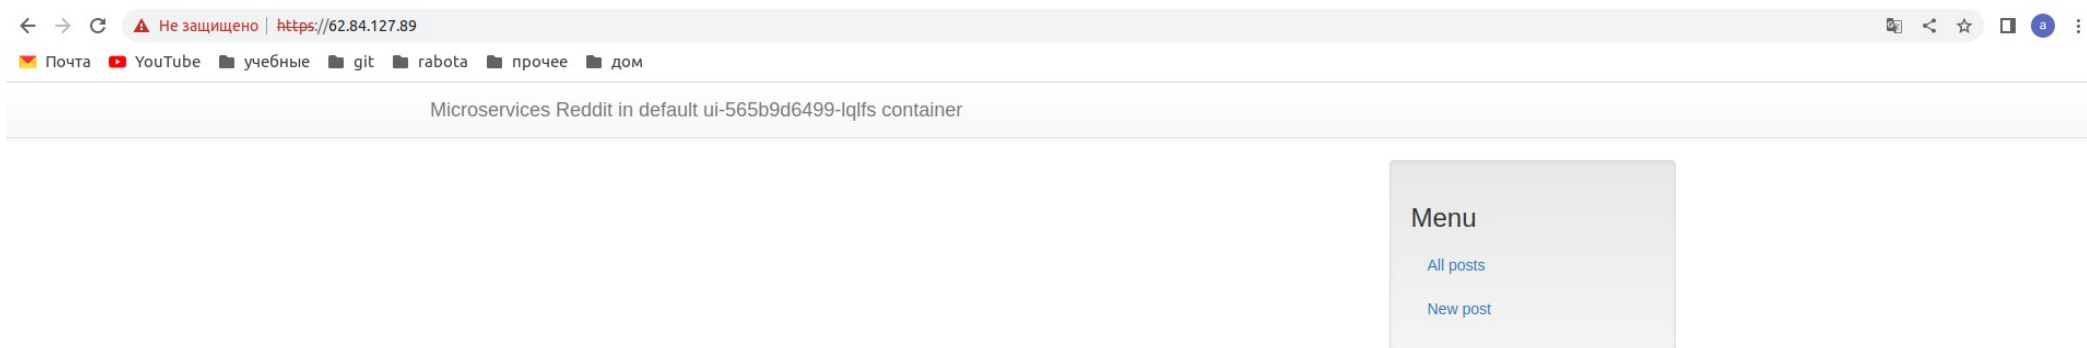 Не защищено | https://62.84.127.89 a
Почта YouTube учебные git rabota прочее дом
Microservices Reddit in default ui-565b9d6499-lqlfs container
Menu
All posts
New post